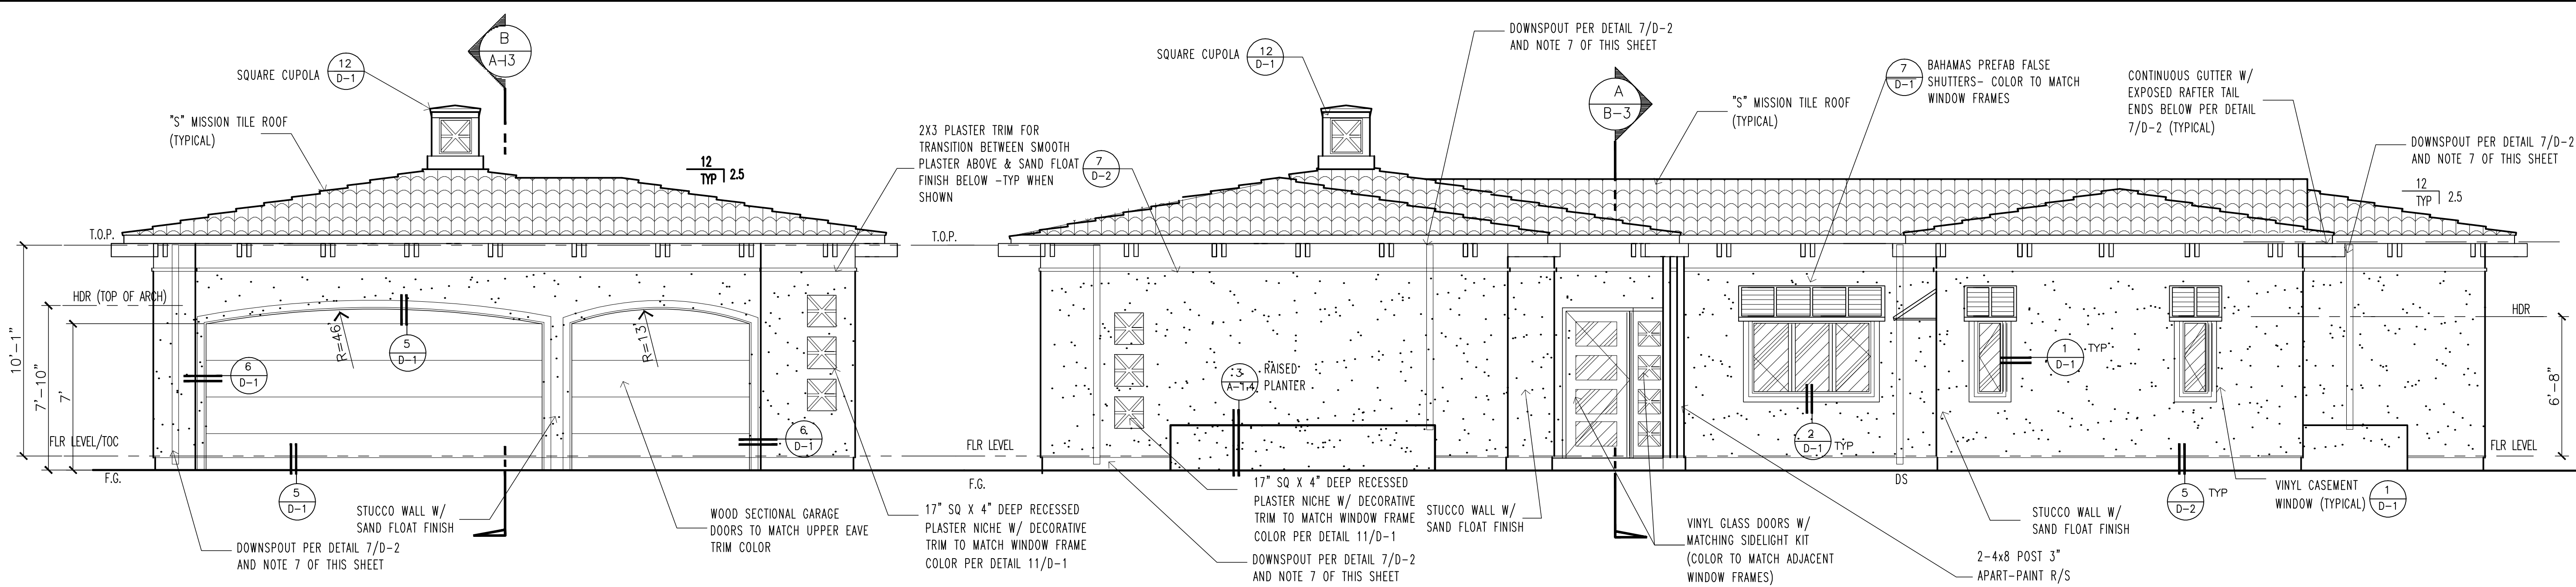 B
A-13
SQUARE CUPOLA
12
D-1
"S" MISSION TILE ROOF
(TYPICAL)
12
TYP
2.5
2X3 PLASTER TRIM FOR
TRANSITION BETWEEN SMOOTH
PLASTER ABOVE & SAND FLOAT
FINISH BELOW -TYP WHEN
SHOWN
7
D-2
T.O.P.
HDR (TOP OF ARCH)
10'-1"
7'-10"
7'
R=46'
R=13'
5
D-1
6
D-1
6
D-1
FLR LEVEL/TOC
F.G.
5
D-1
STUCCO WALL W/
SAND FLOAT FINISH
DOWNSPOUT PER DETAIL 7/D-2
AND NOTE 7 OF THIS SHEET
WOOD SECTIONAL GARAGE
DOORS TO MATCH UPPER EAVE
TRIM COLOR
17" SQ X 4" DEEP RECESSED
PLASTER NICHE W/ DECORATIVE
TRIM TO MATCH WINDOW FRAME
COLOR PER DETAIL 11/D-1
SQUARE CUPOLA
12
D-1
DOWNSPOUT PER DETAIL 7/D-2
AND NOTE 7 OF THIS SHEET
A
B-3
"S" MISSION TILE ROOF
(TYPICAL)
7
D-1
BAHAMAS PREFAB FALSE
SHUTTERS- COLOR TO MATCH
WINDOW FRAMES
CONTINUOUS GUTTER W/
EXPOSED RAFTER TAIL
ENDS BELOW PER DETAIL
7/D-2 (TYPICAL)
DOWNSPOUT PER DETAIL 7/D-2
AND NOTE 7 OF THIS SHEET
12
TYP
2.5
T.O.P.
HDR
3
RAISED
PLANTER
1
D-1
TYP
2
D-1
TYP
6'-8"
FLR LEVEL
FLR LEVEL
F.G.
DS
17" SQ X 4" DEEP RECESSED
PLASTER NICHE W/ DECORATIVE
TRIM TO MATCH WINDOW FRAME
COLOR PER DETAIL 11/D-1
DOWNSPOUT PER DETAIL 7/D-2
AND NOTE 7 OF THIS SHEET
STUCCO WALL W/
SAND FLOAT FINISH
VINYL GLASS DOORS W/
MATCHING SIDELIGHT KIT
(COLOR TO MATCH ADJACENT
WINDOW FRAMES)
2-4x8 POST 3"
APART-PAINT R/S
STUCCO WALL W/
SAND FLOAT FINISH
5
D-2
TYP
VINYL CASEMENT
WINDOW (TYPICAL)
1
D-1